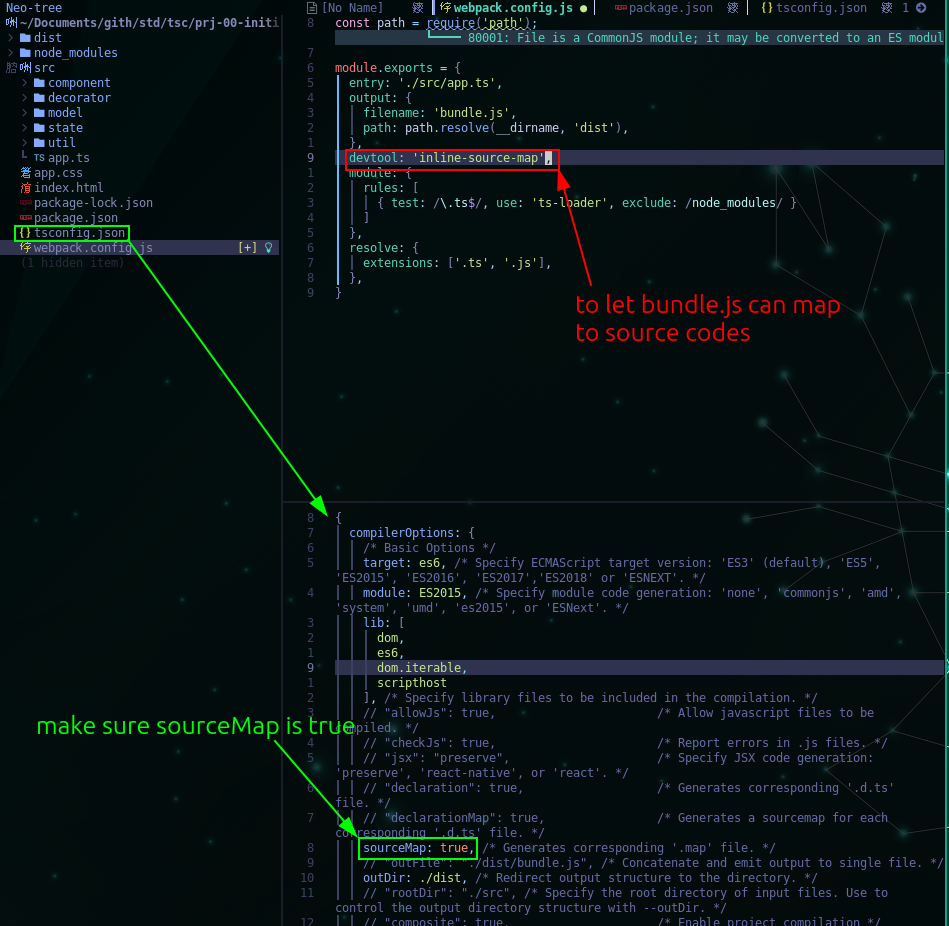 Neo-tree
~/Documents/gith/std/tsc/prj-00-initi
dist
node_modules
src
component
decorator
model
state
util
TS app.ts
app.css
index.html
package-lock.json
package.json
{} tsconfig.json
webpack.config.js [+]
(1 hidden item)
[No Name] webpack.config.js ● package.json {} tsconfig.json 1
8 const path = require('path');
80001: File is a CommonJS module; it may be converted to an ES modul
7
6 module.exports = {
5 entry: './src/app.ts',
4 output: {
3 filename: 'bundle.js',
2 path: path.resolve(__dirname, 'dist'),
1 },
9 devtool: 'inline-source-map',
1 module: {
2 rules: [
3 { test: /\.ts$/, use: 'ts-loader', exclude: /node_modules/ }
4 ]
5 },
6 resolve: {
7 extensions: ['.ts', '.js'],
8 },
9 }
to let bundle.js can map
to source codes
8 {
7 compilerOptions: {
6 /* Basic Options */
5 target: es6, /* Specify ECMAScript target version: 'ES3' (default), 'ES5',
'ES2015', 'ES2016', 'ES2017','ES2018' or 'ESNEXT'. */
4 module: ES2015, /* Specify module code generation: 'none', 'commonjs', 'amd',
'system', 'umd', 'es2015', or 'ESNext'. */
3 lib: [
2 dom,
1 es6,
9 dom.iterable,
1 scripthost
2 ], /* Specify library files to be included in the compilation. */
3 // "allowJs": true, /* Allow javascript files to be
compiled. */
make sure sourceMap is true
4 // "checkJs": true, /* Report errors in .js files. */
5 // "jsx": "preserve", /* Specify JSX code generation:
'preserve', 'react-native', or 'react'. */
6 // "declaration": true, /* Generates corresponding '.d.ts'
file. */
7 // "declarationMap": true, /* Generates a sourcemap for each
corresponding '.d.ts' file. */
8 sourceMap: true, /* Generates corresponding '.map' file. */
9 // "outFile": "./dist/bundle.js", /* Concatenate and emit output to single file. */
10 outDir: ./dist, /* Redirect output structure to the directory. */
11 // "rootDir": "./src", /* Specify the root directory of input files. Use to
control the output directory structure with --outDir. */
12 // "composite": true, /* Enable project compilation */